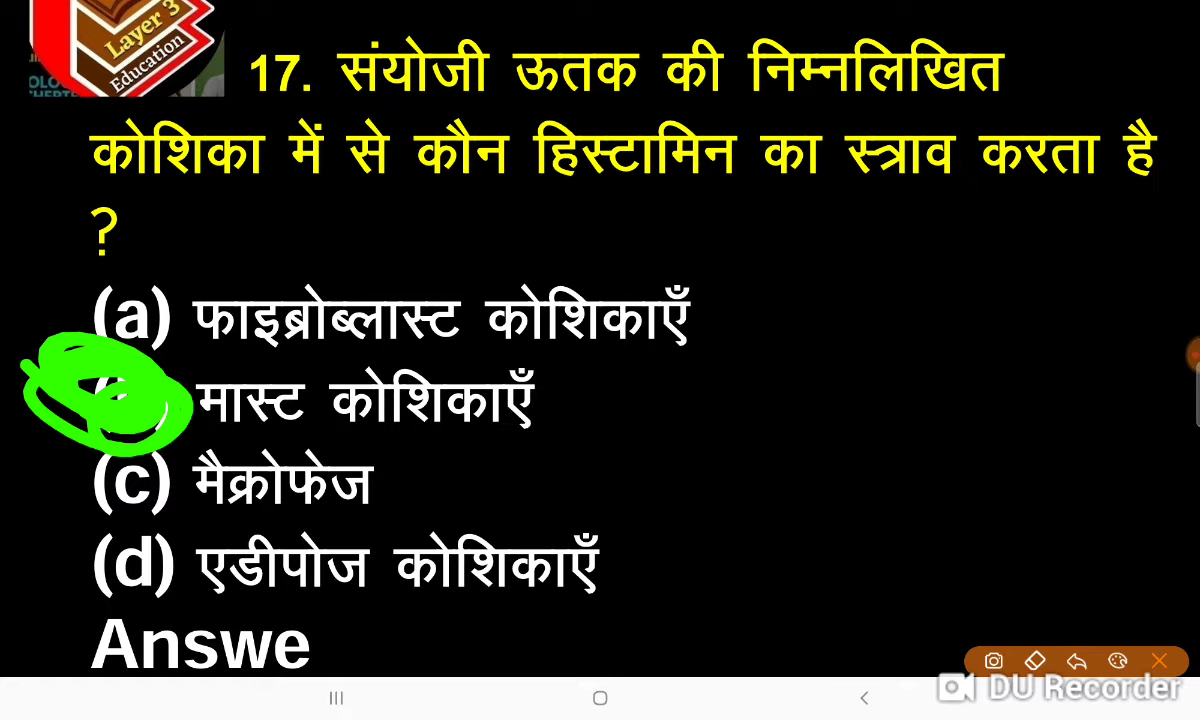 Layer 3
Education
17. संयोजी ऊतक की निम्नलिखित
कोशिका में से कौन हिस्टामिन का स्त्राव करता है
?
(a) फाइब्रोब्लास्ट कोशिकाएँ
मास्ट कोशिकाएँ
(c) मैक्रोफेज
(d) एडीपोज कोशिकाएँ
Answe
DU Recorder